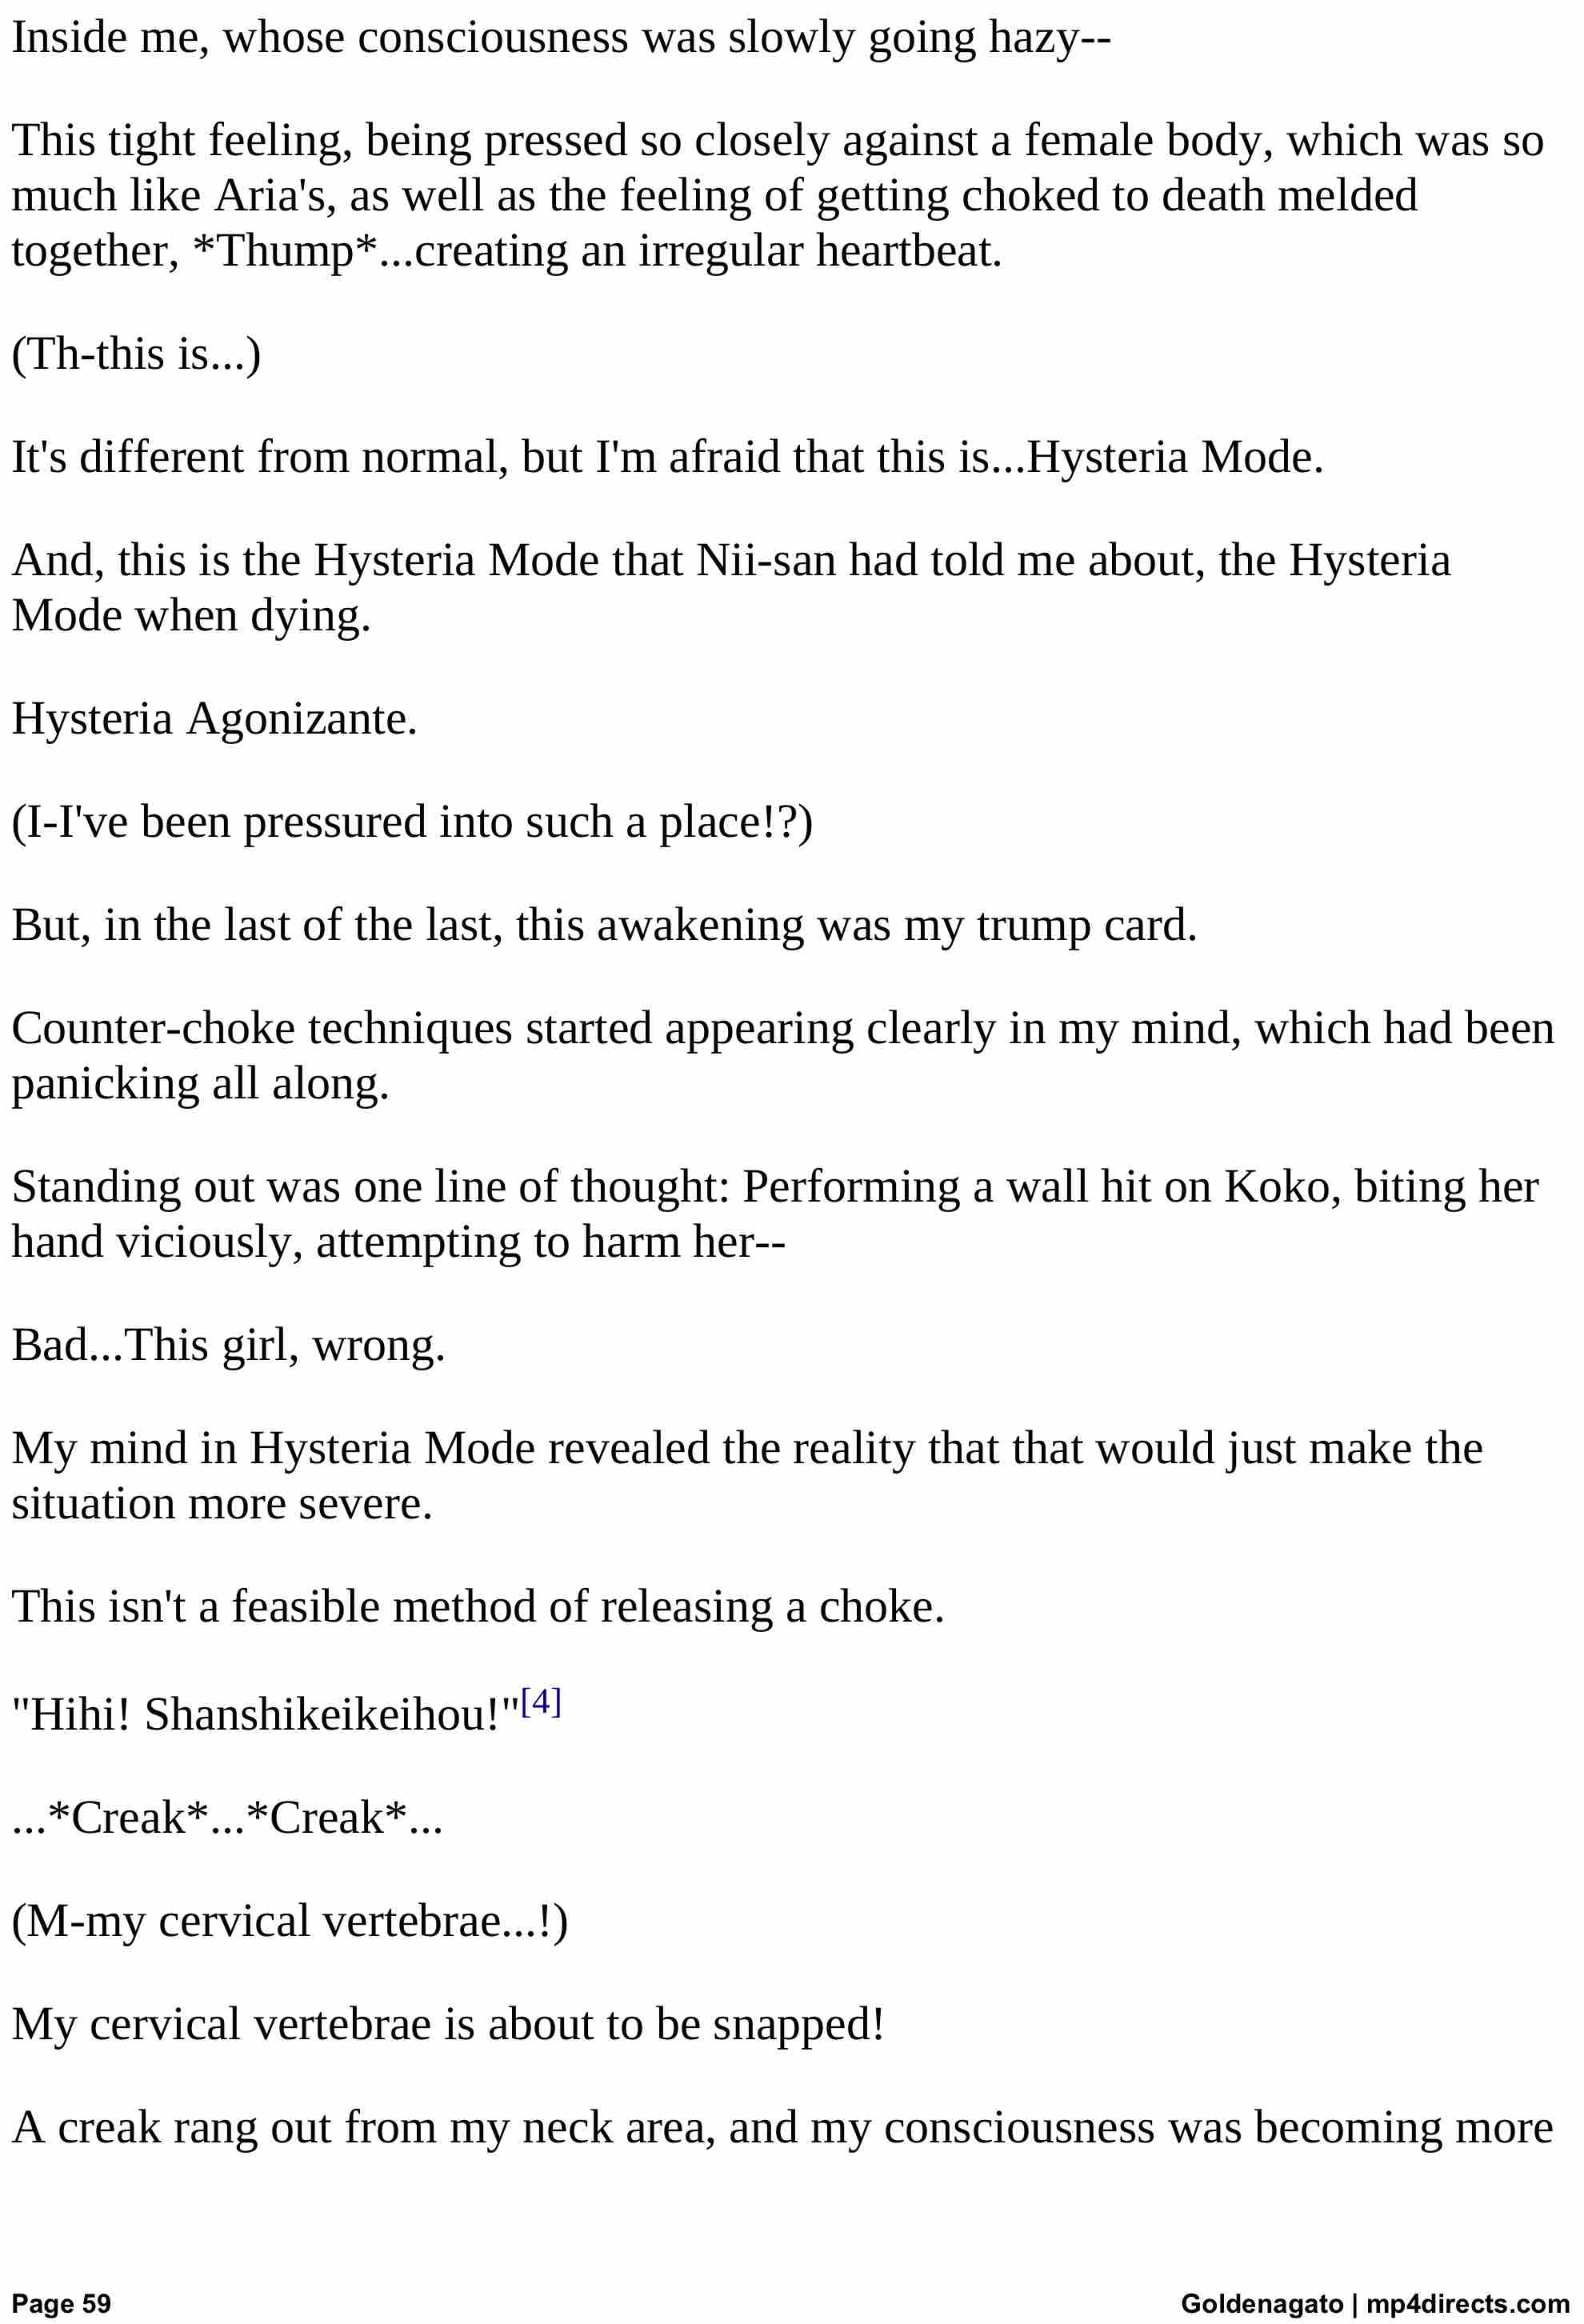 Inside me, whose consciousness was slowly going hazy--
This tight feeling, being pressed so closely against a female body, which was so
much like Aria's, as well as the feeling of getting choked to death melded
together, *Thump*...creating an irregular heartbeat.
(Th-this is...)
It's different from normal, but I'm afraid that this is...Hysteria Mode.
And, this is the Hysteria Mode that Nii-san had told me about, the Hysteria
Mode when dying.
Hysteria Agonizante.
(I-I've been pressured into such a place!?)
But, in the last of the last, this awakening was my trump card.
Counter-choke techniques started appearing clearly in my mind, which had been
panicking all along.
Standing out was one line of thought: Performing a wall hit on Koko, biting her
hand viciously, attempting to harm her--
Bad...This girl, wrong.
My mind in Hysteria Mode revealed the reality that that would just make the
situation more severe.
This isn't a feasible method of releasing a choke.
"Hihi! Shanshikeikeihou!"[4]
...*Creak*...*Creak*...
(M-my cervical vertebrae...!)
My cervical vertebrae is about to be snapped!
A creak rang out from my neck area, and my consciousness was becoming more
Page 59
Goldenagato | mp4directs.com